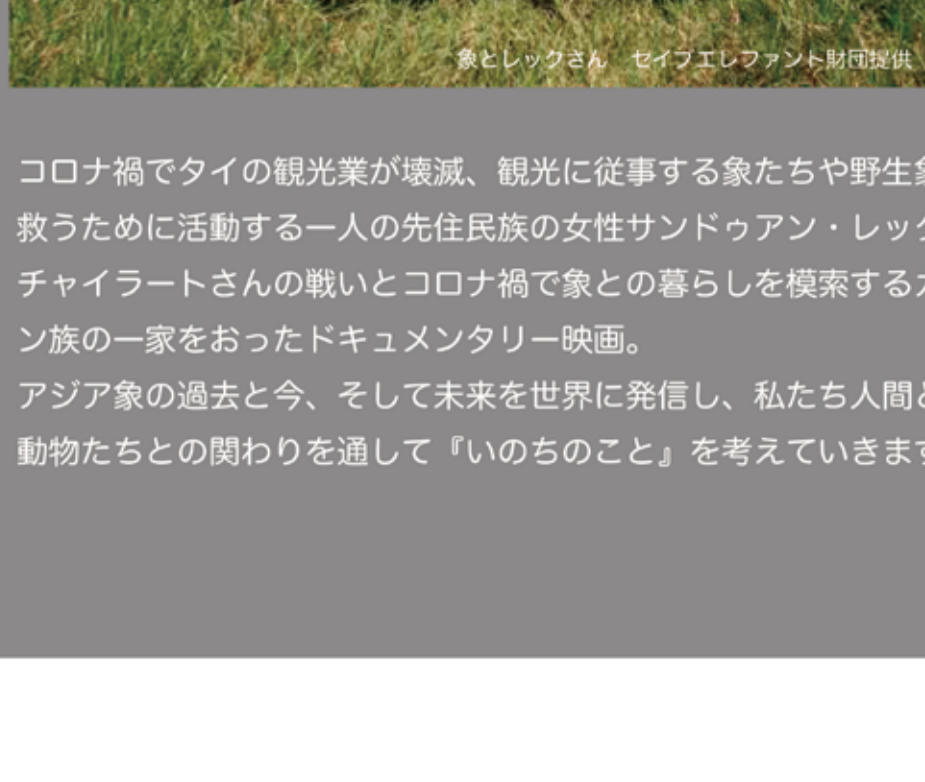 象とレックさん　セイブエレファント財団提供
コロナ禍でタイの観光業が壊滅、観光に従事する象たちや野生
救うために活動する一人の先住民族の女性サンドゥアン・レッ
チャイラートさんの戦いとコロナ禍で象との暮らしを模索する
ン族の一家をおったドキュメンタリー映画。
アジア象の過去と今、そして未来を世界に発信し、私たち人間
動物たちとの関わりを通して『いのちのこと』を考えていきます